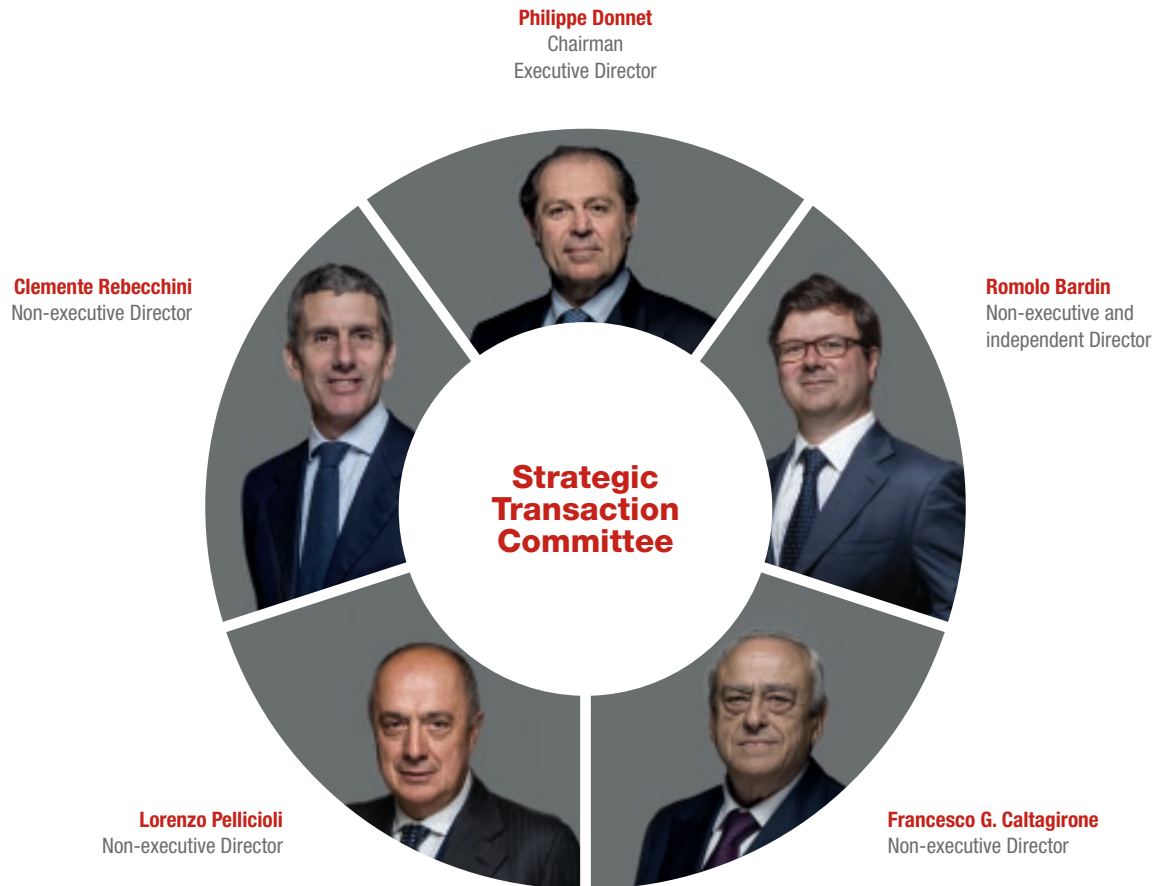 Philippe Donnet
Chairman
Executive Director
Clemente Rebecchini
Non-executive Director
Romolo Bardin
Non-executive and
independent Director
Strategic
Transaction
Committee
Lorenzo Pellicioli
Non-executive Director
Francesco G. Caltagirone
Non-executive Director